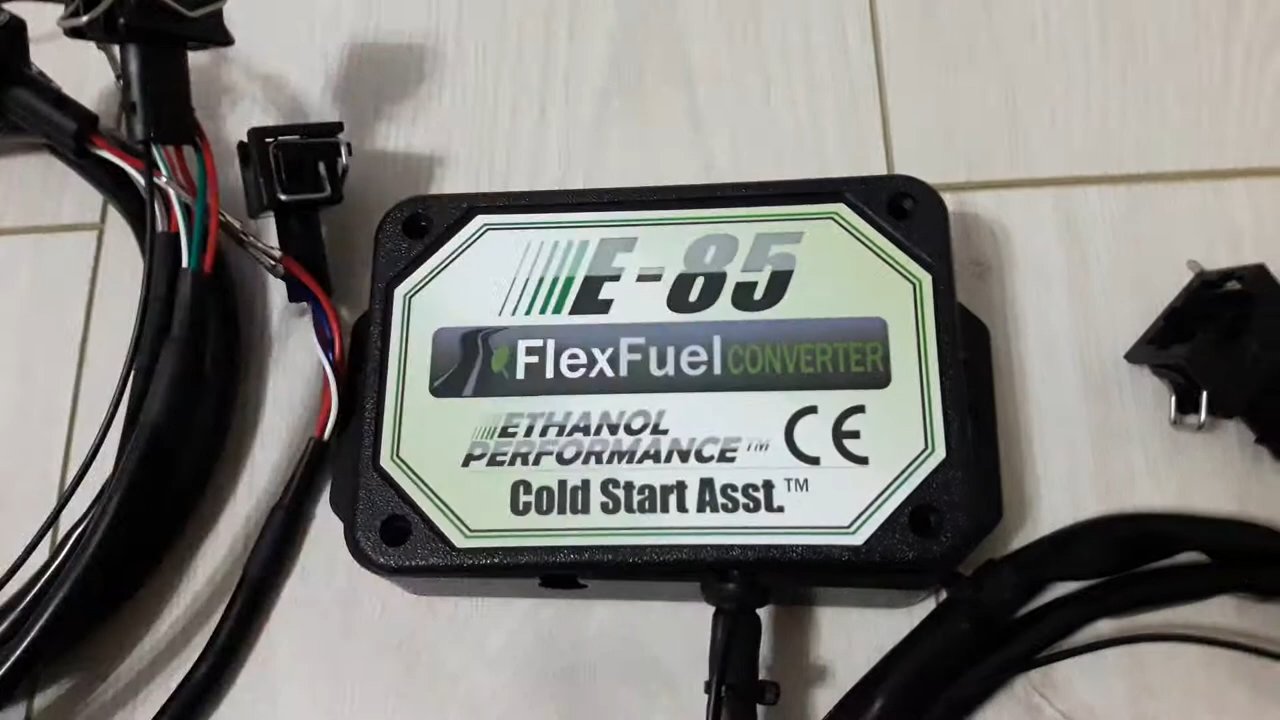 E-85
FlexFuel CONVERTER
ETHANOL
PERFORMANCE™ CE
Cold Start Asst.™